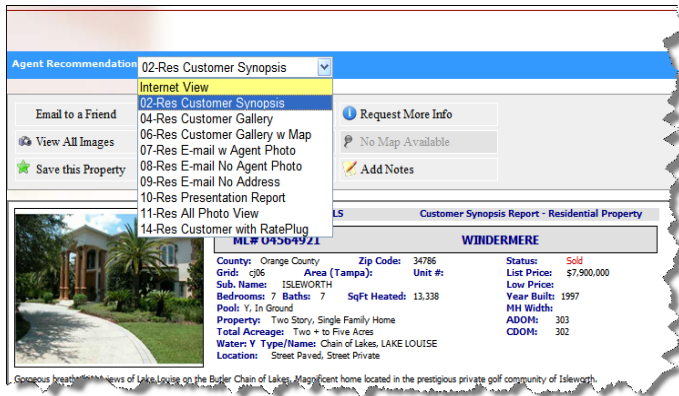 Agent Recommendation
02-Res Customer Synopsis
Internet View
02-Res Customer Synopsis
04-Res Customer Gallery
06-Res Customer Gallery w Map
07-Res E-mail w Agent Photo
08-Res E-mail No Agent Photo
09-Res E-mail No Address
10-Res Presentation Report
11-Res All Photo View
14-Res Customer with RatePlug
Email to a Friend
Request More Info
View All Images
No Map Available
Save this Property
Add Notes
LS Customer Synopsis Report - Residential Property
ML# O4564921 WINDERMERE
County: Orange County Zip Code: 34786 Status: Sold
Grid: cj06 Area (Tampa): Unit #: List Price: $7,900,000
Sub. Name: ISLEWORTH Low Price:
Bedrooms: 7 Baths: 7 SqFt Heated: 13,338 Year Built: 1997
Pool: Y, In Ground MH Width:
Property: Two Story, Single Family Home ADOM: 303
Total Acreage: Two + to Five Acres CDOM: 302
Water: Y Type/Name: Chain of Lakes, LAKE LOUISE
Location: Street Paved, Street Private
Gorgeous views of Lake Louise on the Butler Chain of Lakes. Magnificent home located in the prestigious private golf community of Isleworth.